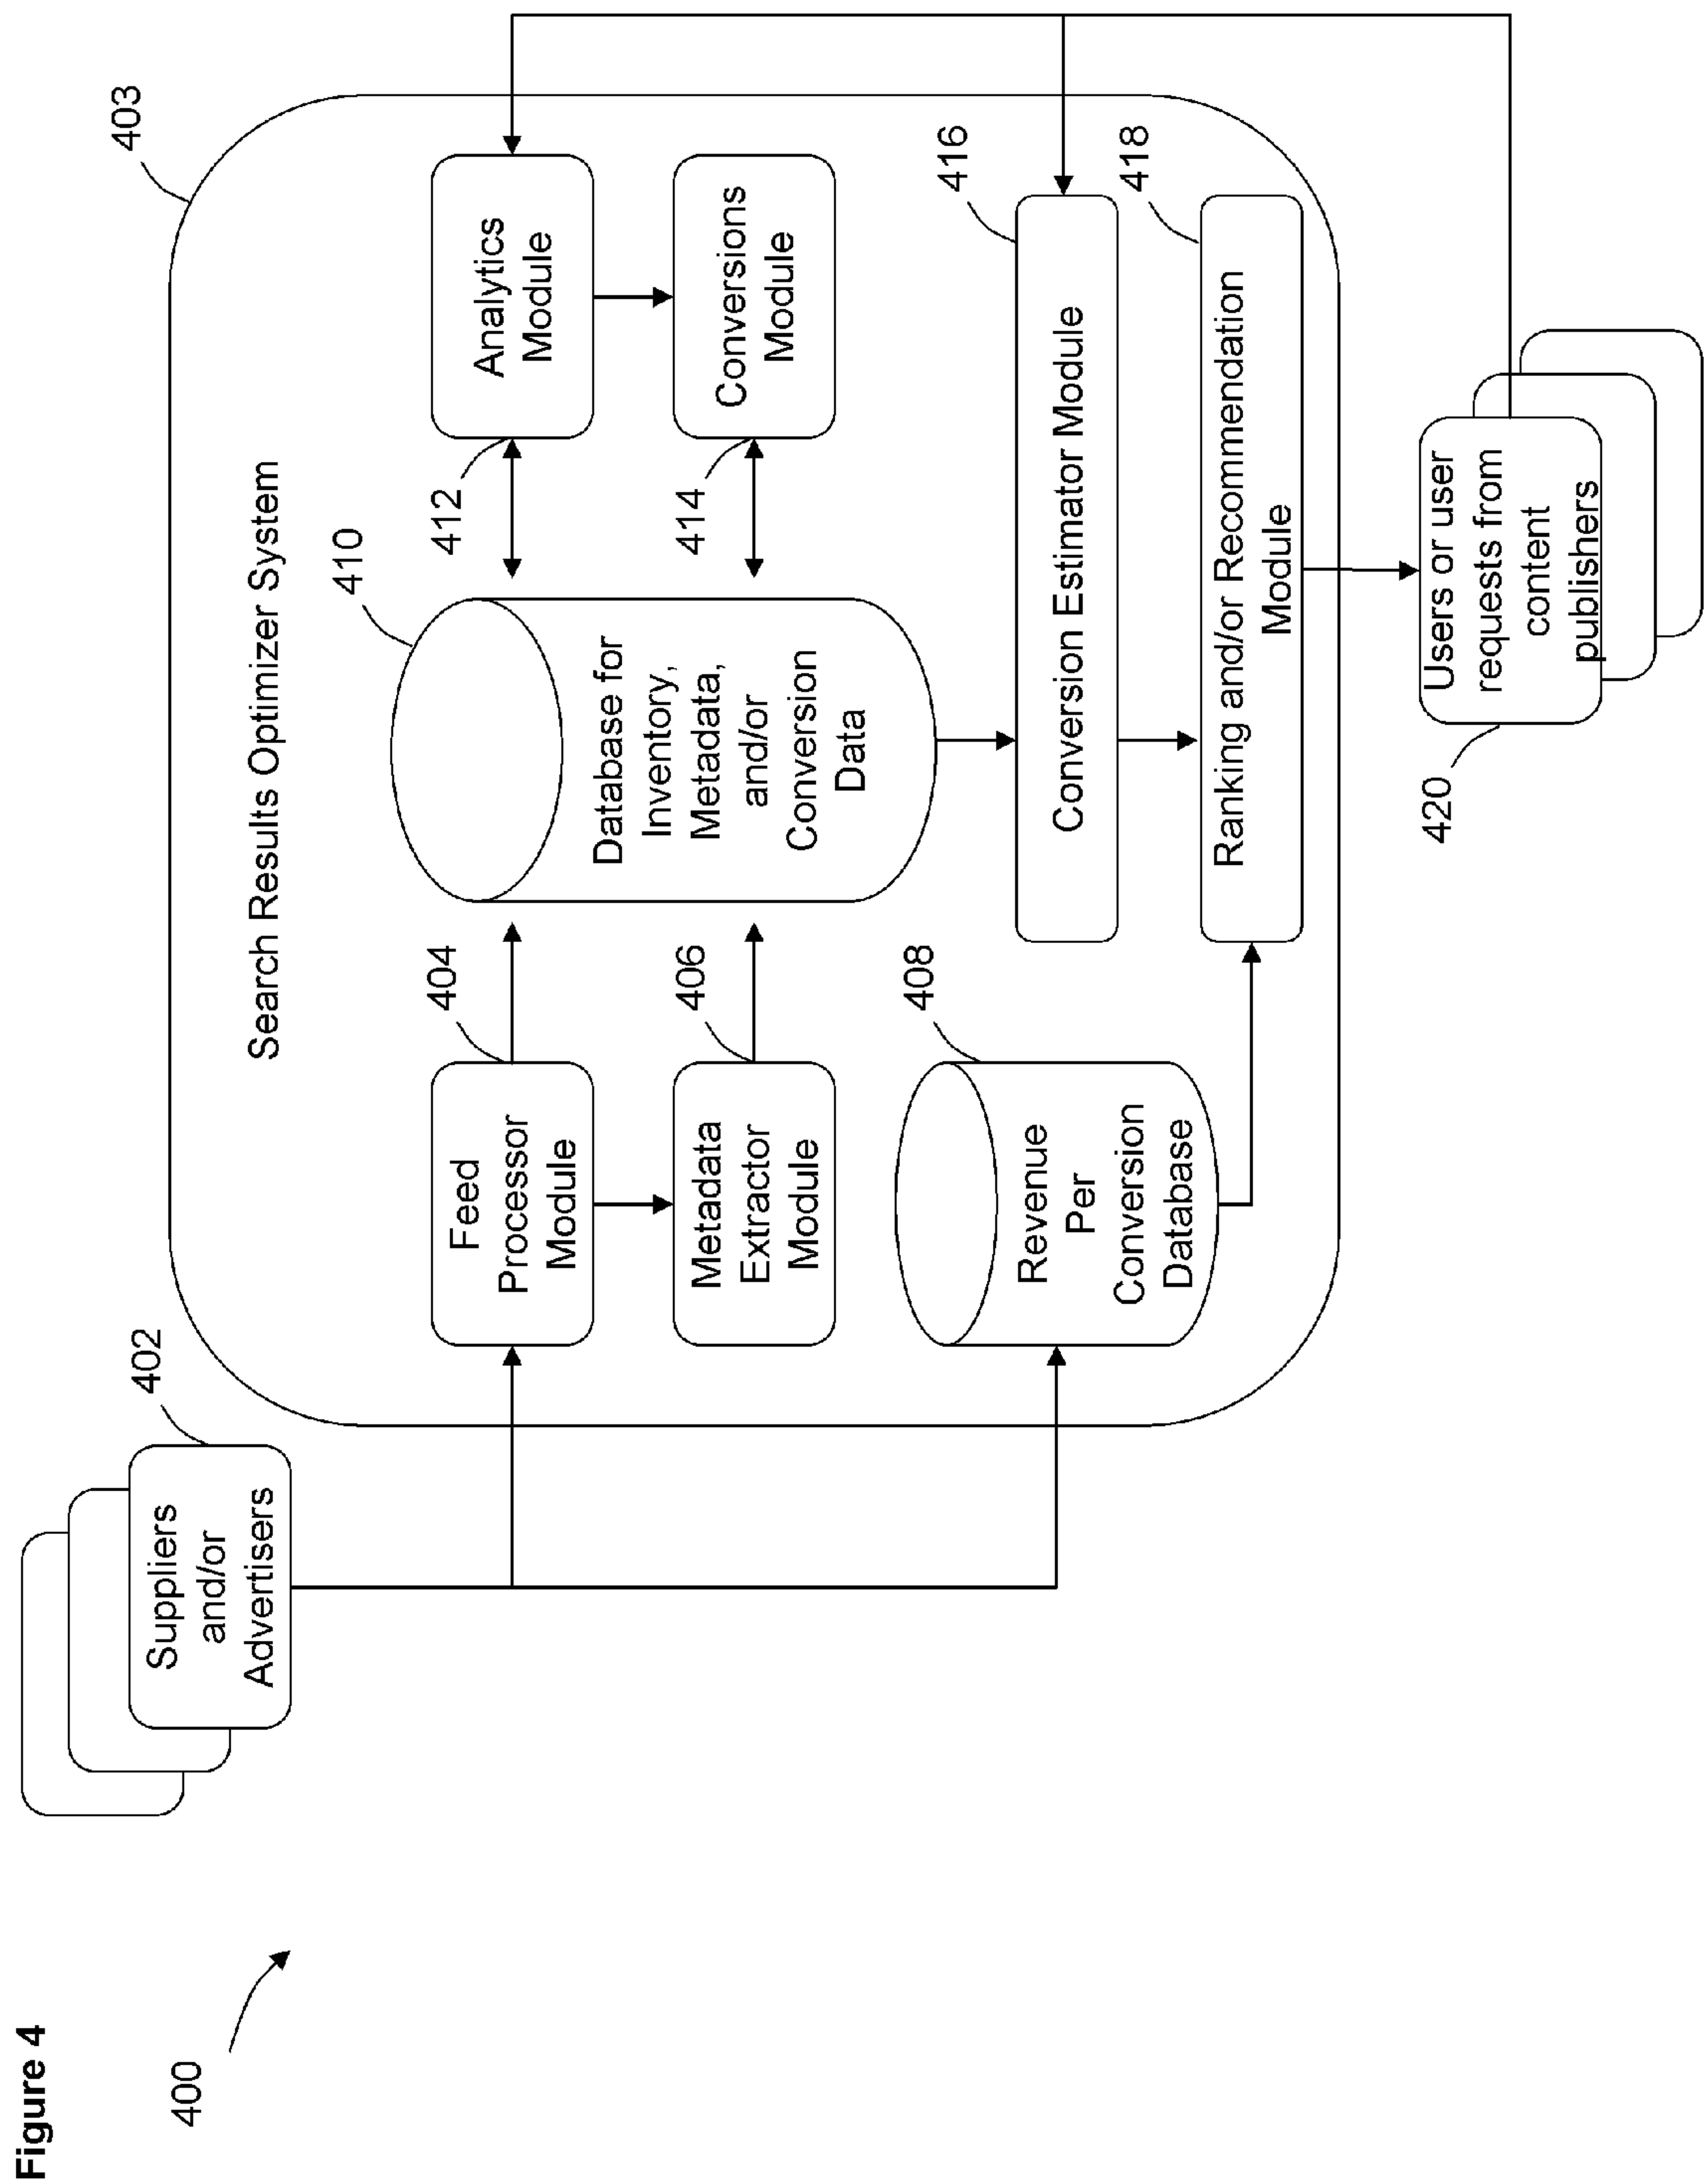 Figure 4
400
402
Suppliers
and/or
Advertisers
403
Search Results Optimizer System
404
Feed
Processor
Module
406
Metadata
Extractor
Module
408
Revenue
Per
Conversion
Database
410
Database for
Inventory,
Metadata,
and/or
Conversion
Data
412
Analytics
Module
414
Conversions
Module
416
Conversion Estimator Module
418
Ranking and/or Recommendation
Module
420
Users or user
requests from
content
publishers